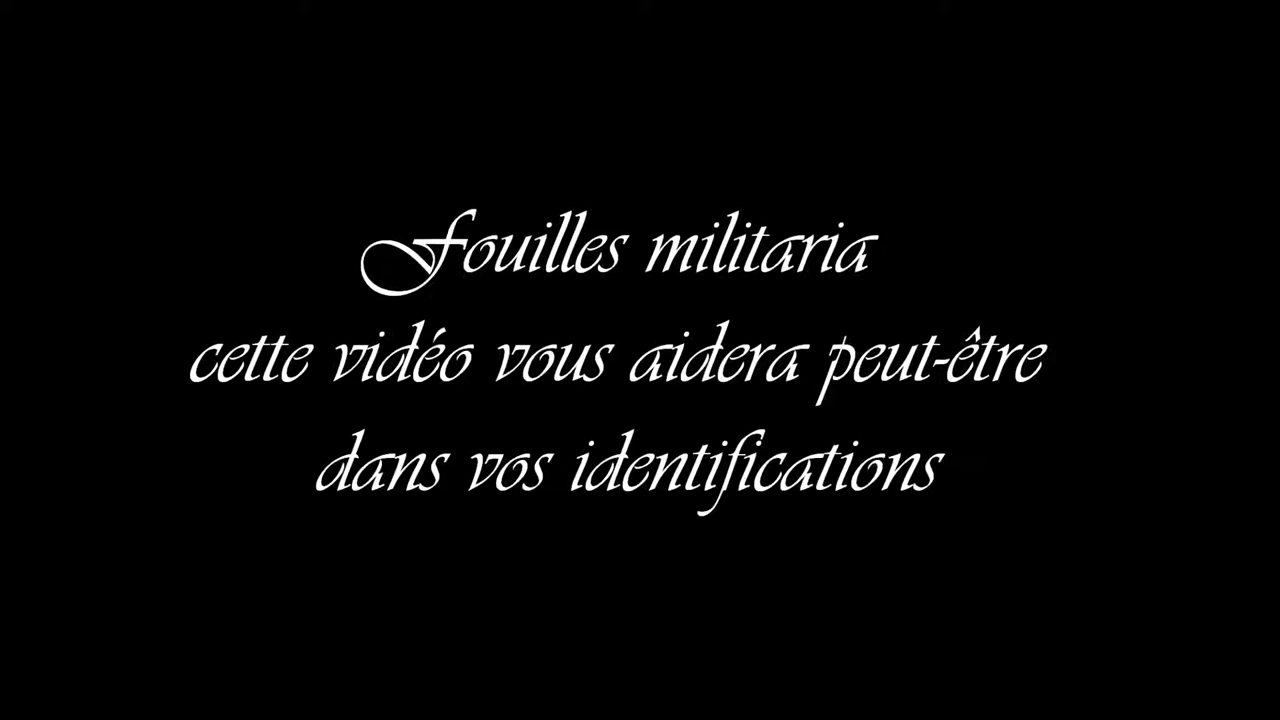 Fouilles militaria
cette vidéo vous aidera peut-être
dans vos identifications